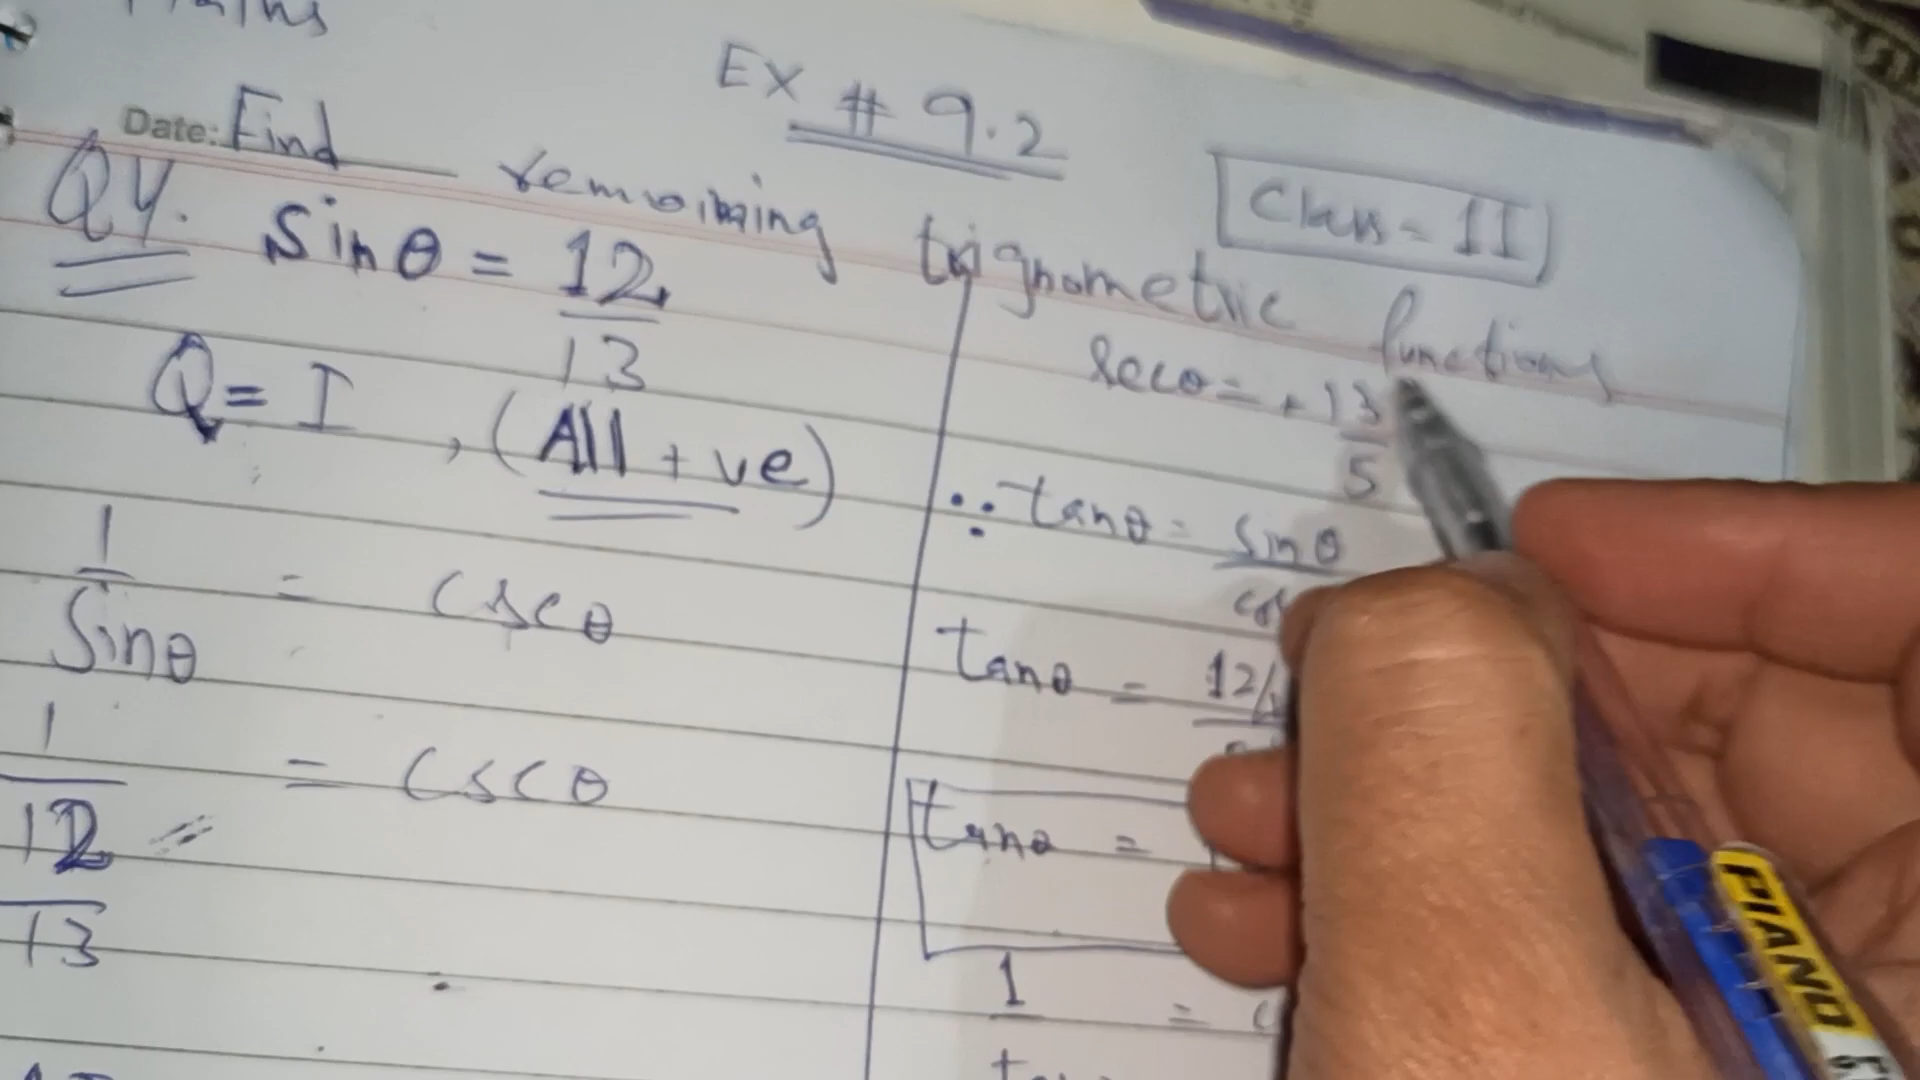 EX # 9.2
Date: Find remaining trignometric functions
Class = 11
Q4. Sinθ = 12/13
Q = I, (All + ve)
1/Sinθ = cscθ
1/12/13 = cscθ
Secθ = +13/5
∵ tanθ = sinθ
tanθ = 12/
tanθ =
1 =
PIANO